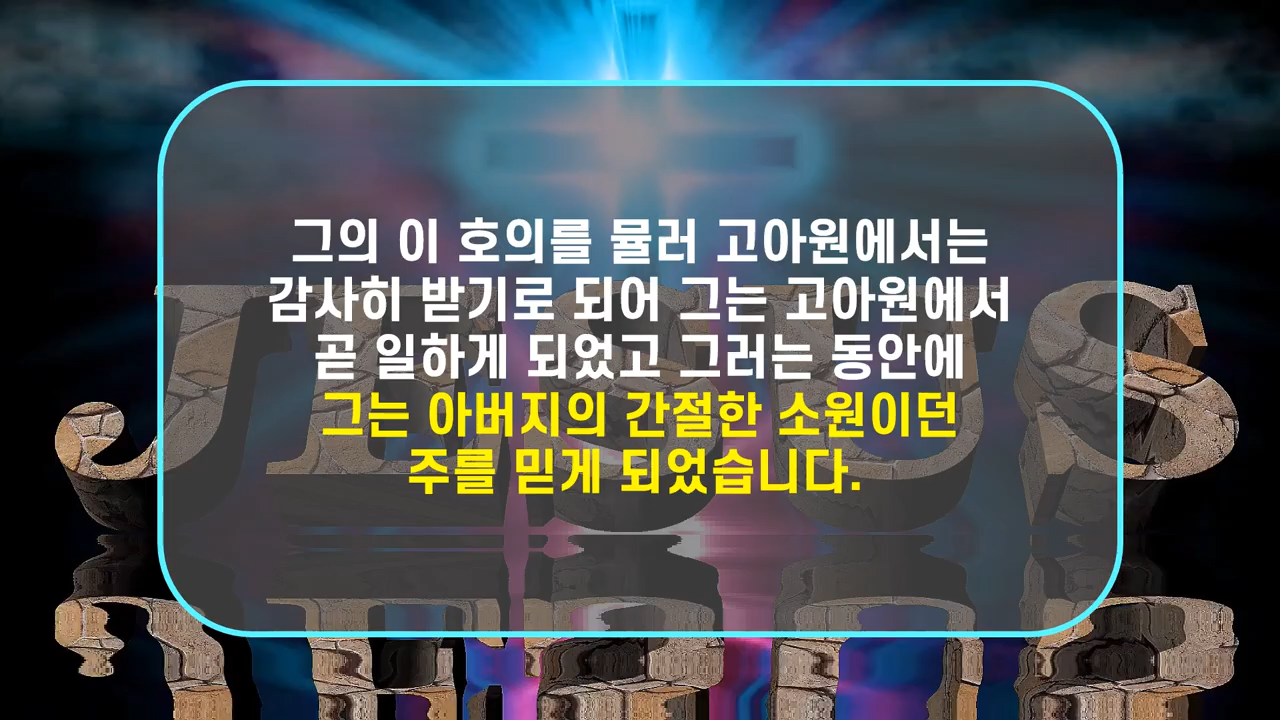 그의 이 호의를 뮬러 고아원에서는
감사히 받기로 되어 그는 고아원에서
곧 일하게 되었고 그러는 동안에
그는 아버지의 간절한 소원이던
주를 믿게 되었습니다.
JESUS